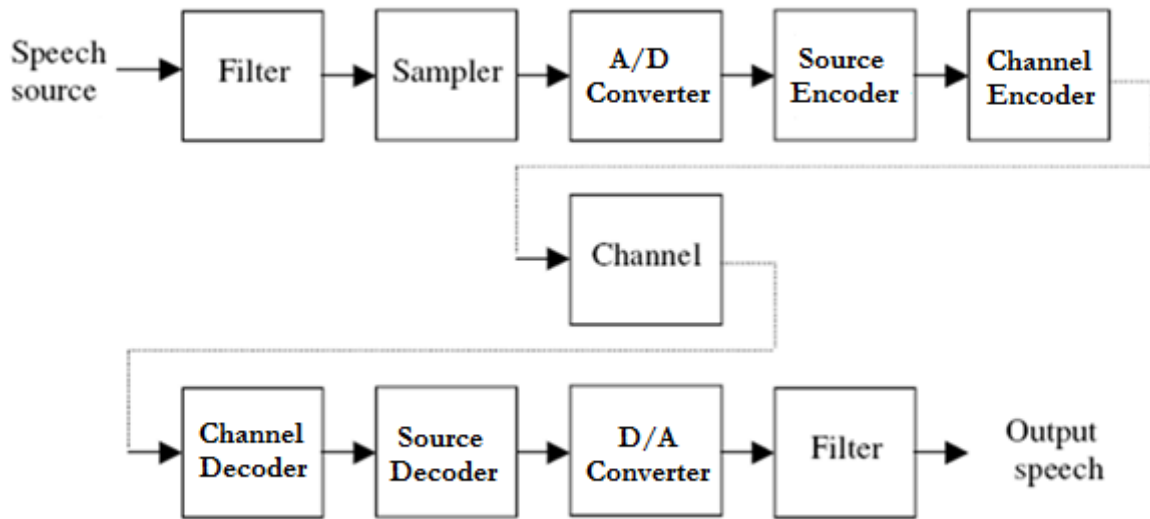 Speech
source
Filter
Sampler
A/D
Converter
Source
Encoder
Channel
Encoder
Channel
Channel
Decoder
Source
Decoder
D/A
Converter
Filter
Output
speech